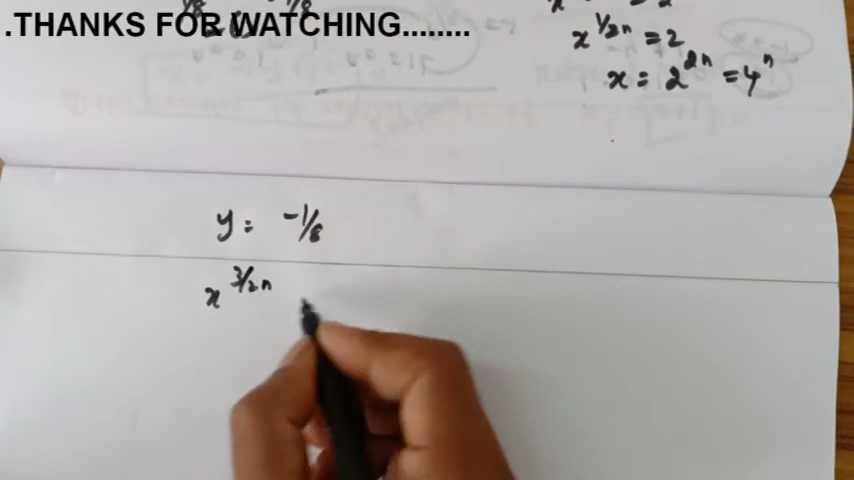 .THANKS FOR WATCHING........
x^1/2n = 2
x = 2^2n = 4^n
y = -1/8
x^3/2n